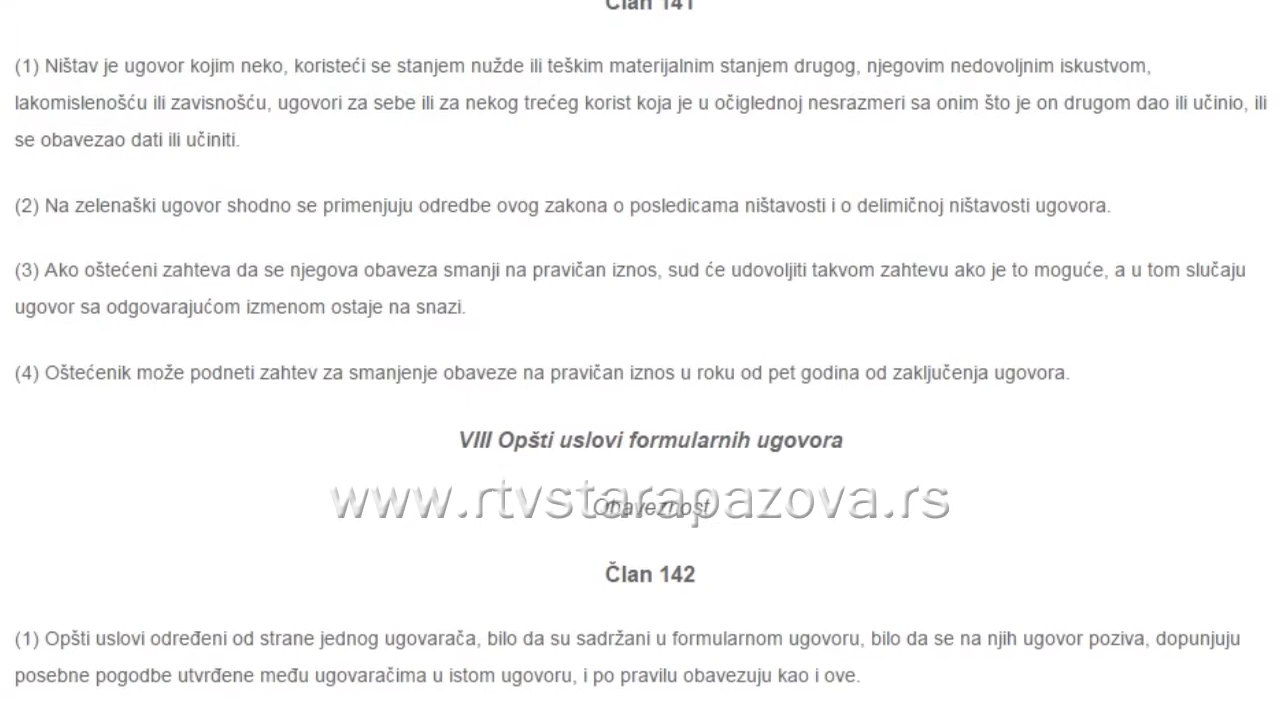 Član 141
(1) Ništav je ugovor kojim neko, koristeći se stanjem nužde ili teškim materijalnim stanjem drugog, njegovim nedovoljnim iskustvom,
lakomislenošću ili zavisnošću, ugovori za sebe ili za nekog trećeg korist koja je u očiglednoj nesrazmeri sa onim što je on drugom dao ili učinio, ili
se obavezao dati ili učiniti.
(2) Na zelenaški ugovor shodno se primenjuju odredbe ovog zakona o posledicama ništavosti i o delimičnoj ništavosti ugovora.
(3) Ako oštećeni zahteva da se njegova obaveza smanji na pravičan iznos, sud će udovoljiti takvom zahtevu ako je to moguće, a u tom slučaju
ugovor sa odgovarajućom izmenom ostaje na snazi.
(4) Oštećenik može podneti zahtev za smanjenje obaveze na pravičan iznos u roku od pet godina od zaključenja ugovora.
VIII Opšti uslovi formularnih ugovora
www.rtvstarapazova.rs
Obaveznost
Član 142
(1) Opšti uslovi određeni od strane jednog ugovarača, bilo da su sadržani u formularnom ugovoru, bilo da se na njih ugovor poziva, dopunjuju
posebne pogodbe utvrđene među ugovaračima u istom ugovoru, i po pravilu obavezuju kao i ove.